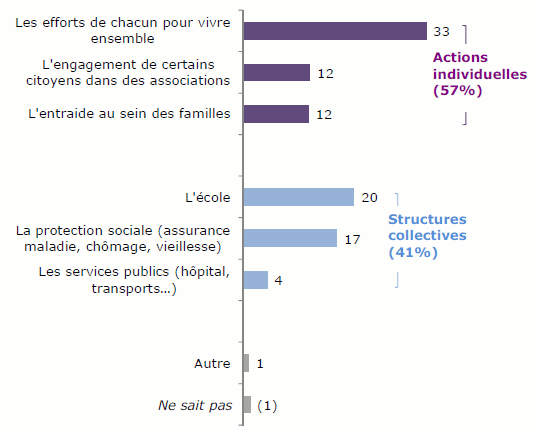 Les efforts de chacun pour vivre
ensemble
33
L'engagement de certains
citoyens dans des associations
12
L'entraide au sein des familles
12
Actions
individuelles
(57%)
L'école
20
La protection sociale (assurance
maladie, chômage, vieillesse)
17
Les services publics (hôpital,
transports...)
4
Structures
collectives
(41%)
Autre
1
Ne sait pas
(1)